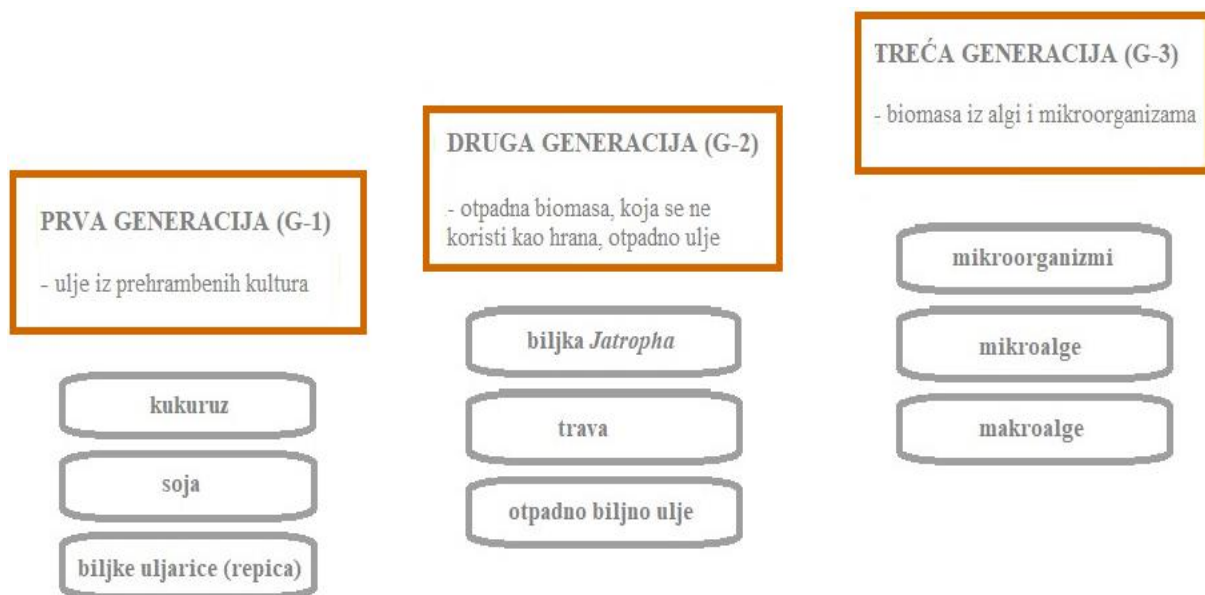 PRVA GENERACIJA (G-1)
- ulje iz prehrambenih kultura
kukuruz
soja
biljke uljarice (repica)
DRUGA GENERACIJA (G-2)
- otpadna biomasa, koja se ne
koristi kao hrana, otpadno ulje
biljka Jatropha
trava
otpadno biljno ulje
TREĆA GENERACIJA (G-3)
- biomasa iz algi i mikroorganizama
mikroorganizmi
mikroalge
makroalge